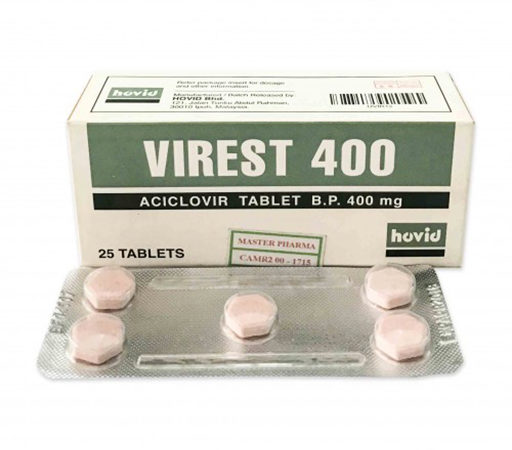 hovid
Refer package insert for dosage
and other information.
Manufactured / Batch Released by:
HOVID Bhd.
121, Jalan Tunku Abdul Rahman,
30010 Ipoh, Malaysia.
VIREST 400
ACICLOVIR TABLET B.P. 400 mg
hovid
25 TABLETS
MASTER PHARMA
CAMR2 00 - 1715